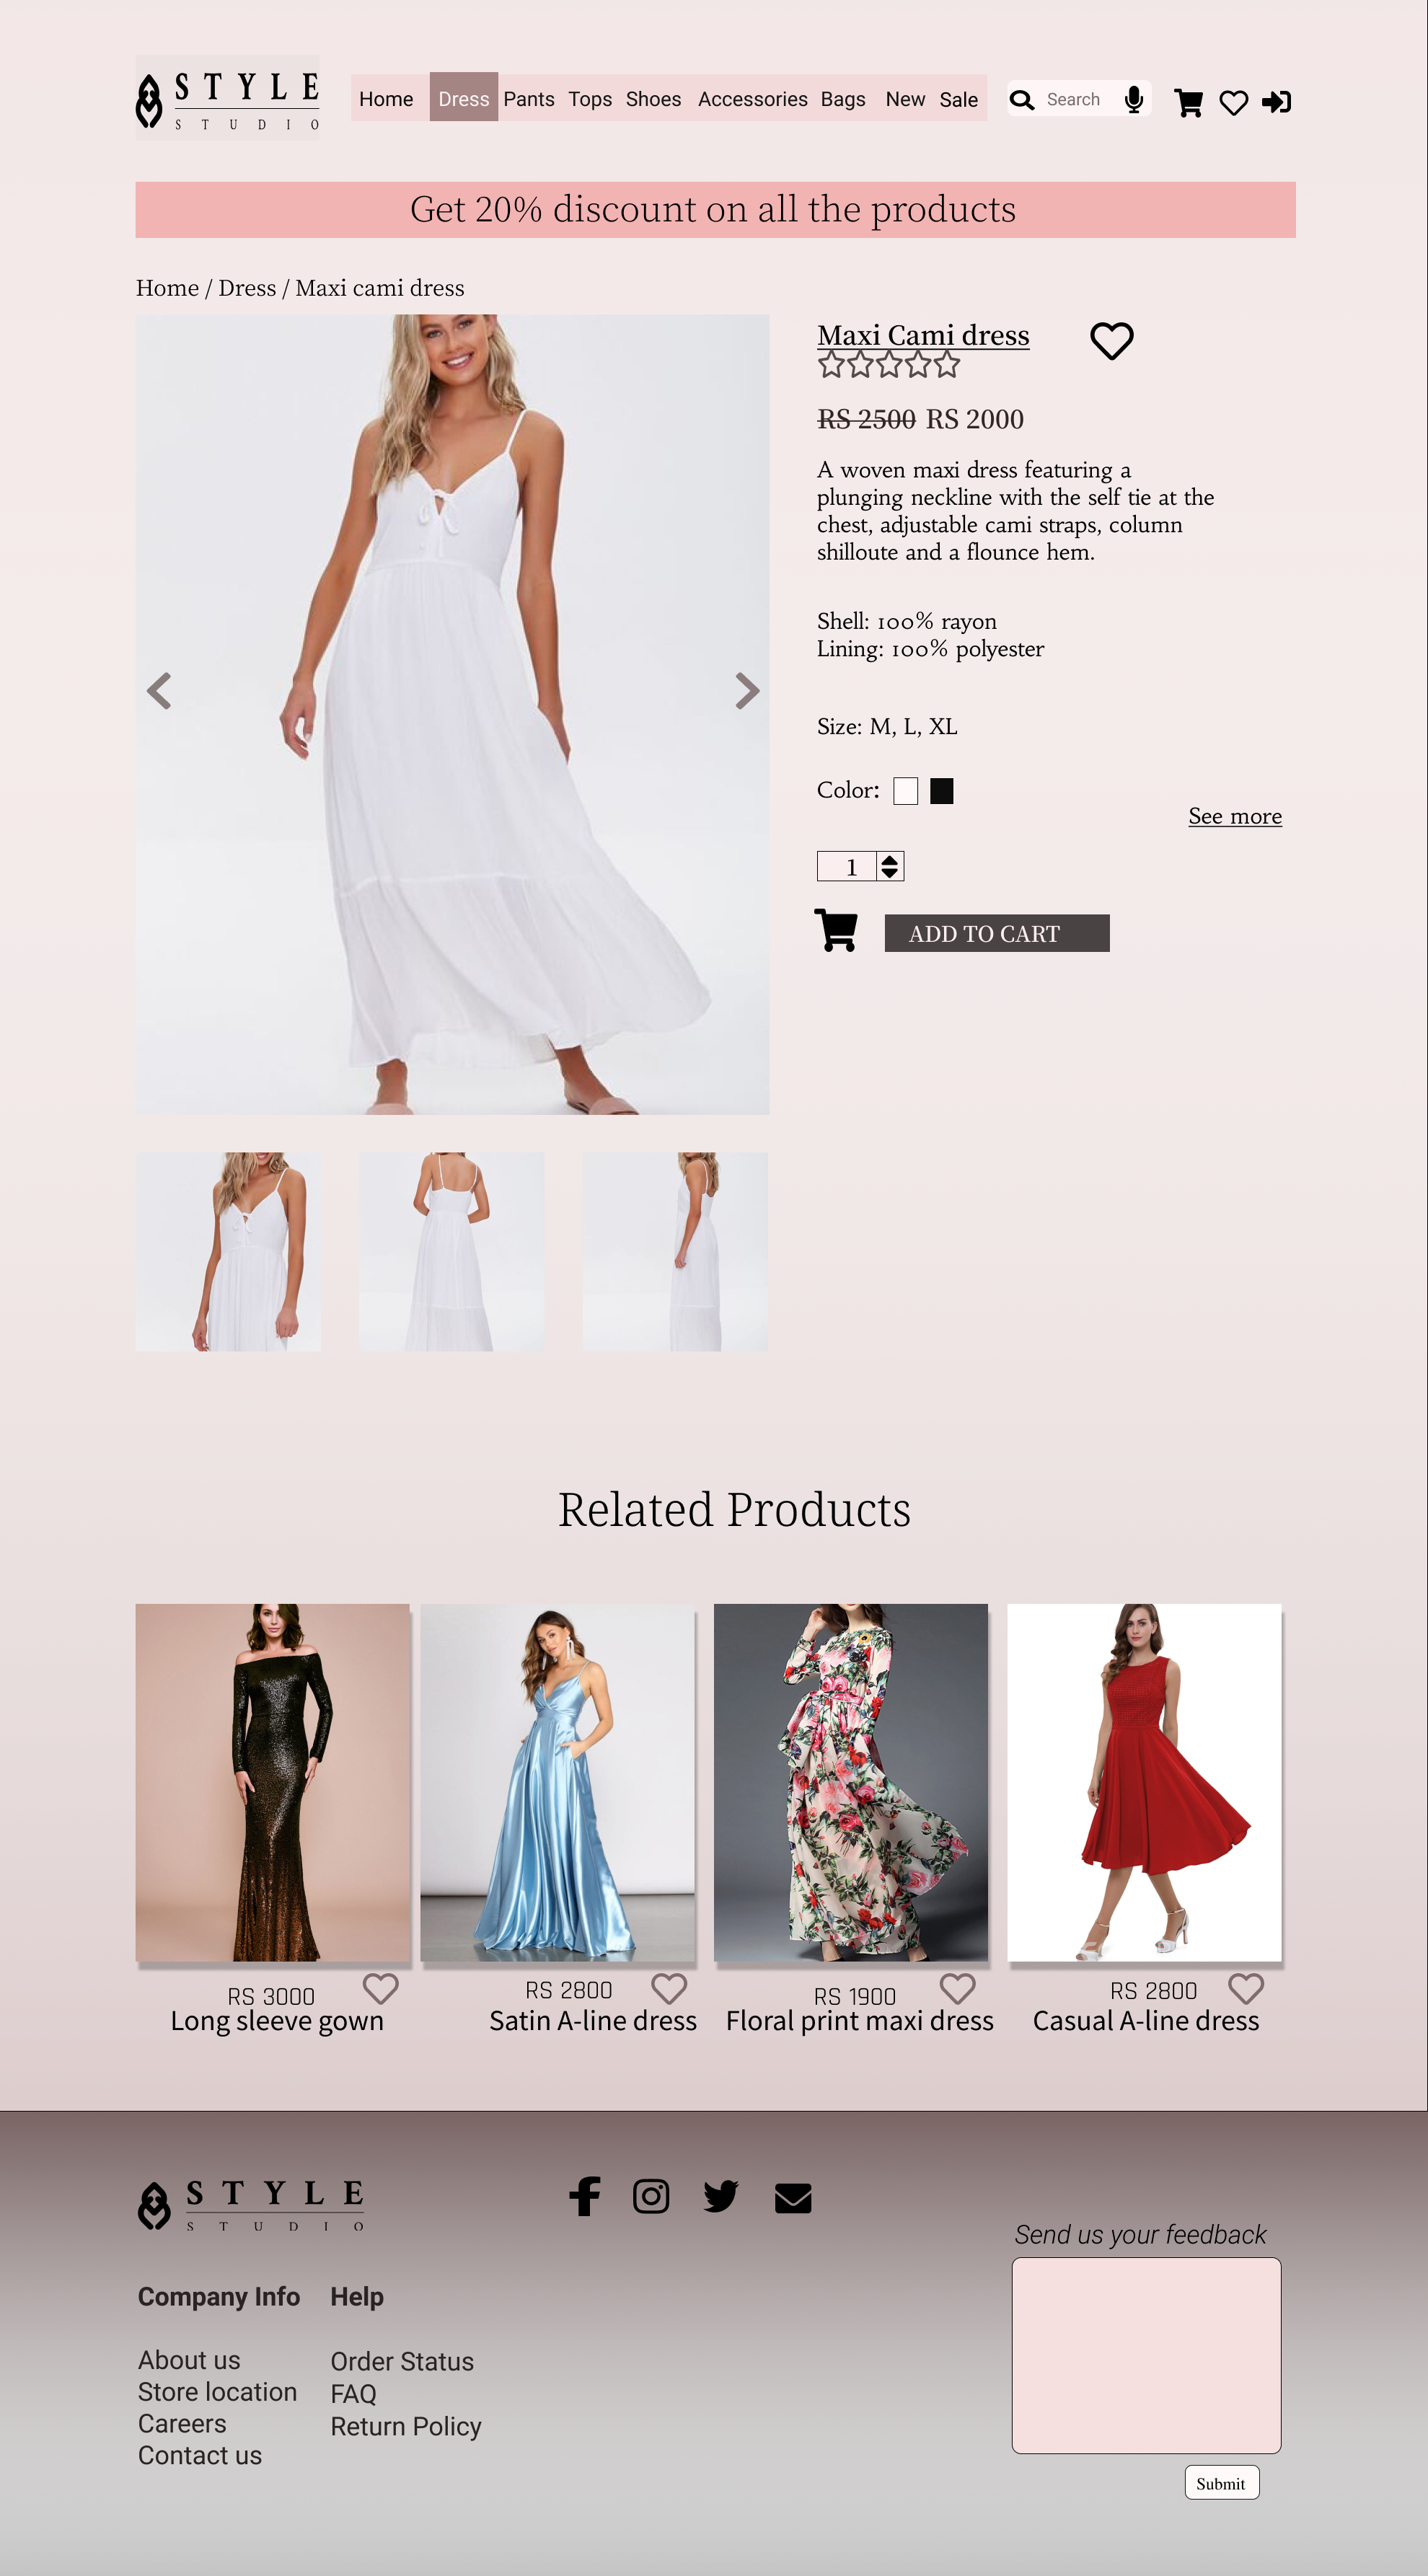 STYLE
STUDIO
Home Dress Pants Tops Shoes Accessories Bags New Sale
Search
Get 20% discount on all the products
Home / Dress / Maxi cami dress
Maxi Cami dress
RS 2500 RS 2000
A woven maxi dress featuring a
plunging neckline with the self tie at the
chest, adjustable cami straps, column
shilloute and a flounce hem.
Shell: 100% rayon
Lining: 100% polyester
Size: M, L, XL
Color:
See more
1
ADD TO CART
Related Products
RS 3000
Long sleeve gown
RS 2800
Satin A-line dress
RS 1900
Floral print maxi dress
RS 2800
Casual A-line dress
STYLE
STUDIO
Company Info
About us
Store location
Careers
Contact us
Help
Order Status
FAQ
Return Policy
Send us your feedback
Submit